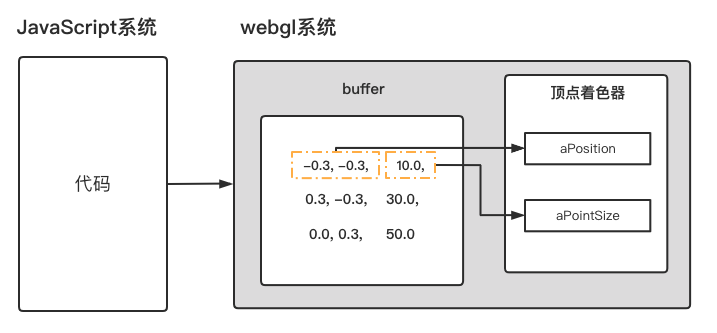 JavaScript系统
webgl系统
代码
buffer
−0.3, −0.3, 10.0,
0.3, −0.3, 30.0,
0.0, 0.3, 50.0
顶点着色器
aPosition
aPointSize